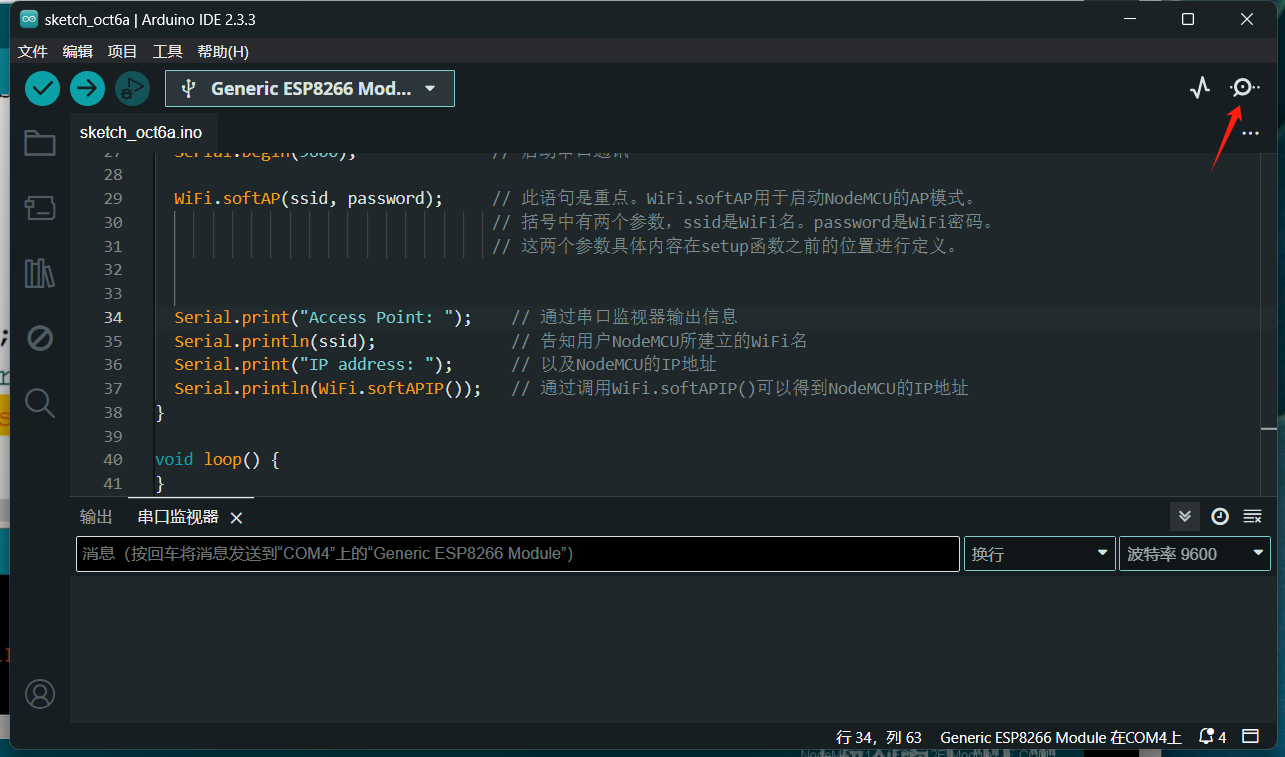 sketch_oct6a | Arduino IDE 2.3.3
文件 编辑 项目 工具 帮助(H)
Generic ESP8266 Mod...
sketch_oct6a.ino
27 Serial.begin(9600); // 启动串口通讯
28
29 WiFi.softAP(ssid, password); // 此语句是重点。WiFi.softAP用于启动NodeMCU的AP模式。
30 // 括号中有两个参数，ssid是WiFi名。password是WiFi密码。
31 // 这两个参数具体内容在setup函数之前的位置进行定义。
32
33
34 Serial.print("Access Point: "); // 通过串口监视器输出信息
35 Serial.println(ssid); // 告知用户NodeMCU所建立的WiFi名
36 Serial.print("IP address: "); // 以及NodeMCU的IP地址
37 Serial.println(WiFi.softAPIP()); // 通过调用WiFi.softAPIP()可以得到NodeMCU的IP地址
38 }
39
40 void loop() {
41 }
输出 串口监视器
消息（按回车将消息发送到“COM4”上的“Generic ESP8266 Module”） 换行 波特率 9600
行 34，列 63 Generic ESP8266 Module 在COM4上 4